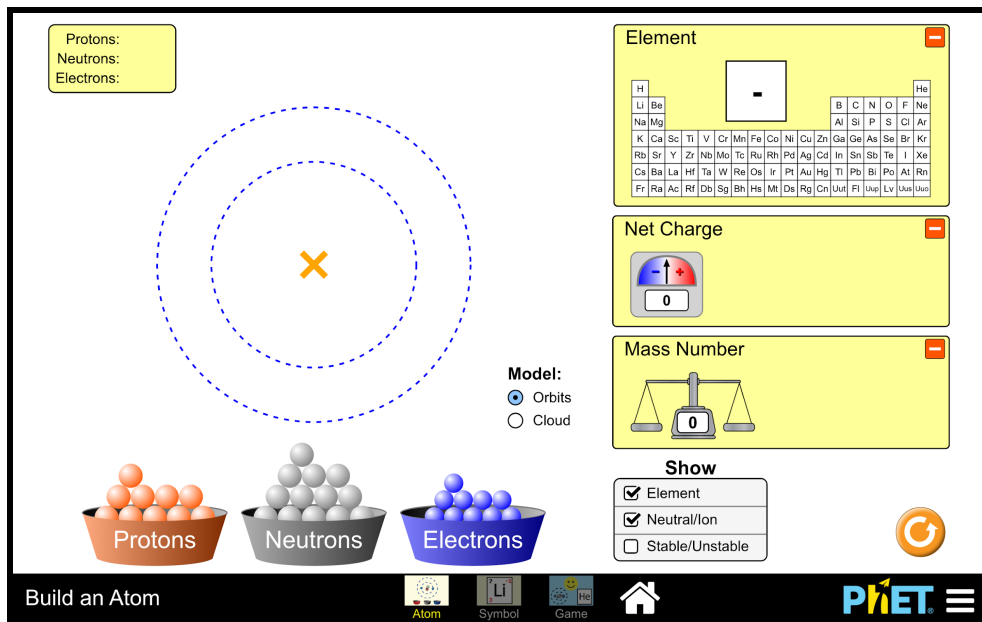 Protons:
Neutrons:
Electrons:
Element
-
H He
Li Be B C N O F Ne
Na Mg Al Si P S Cl Ar
K Ca Sc Ti V Cr Mn Fe Co Ni Cu Zn Ga Ge As Se Br Kr
Rb Sr Y Zr Nb Mo Tc Ru Rh Pd Ag Cd In Sn Sb Te I Xe
Cs Ba La Hf Ta W Re Os Ir Pt Au Hg Tl Pb Bi Po At Rn
Fr Ra Ac Rf Db Sg Bh Hs Mt Ds Rg Cn Uut Fl Uup Lv Uus Uuo
Net Charge
- +
0
Mass Number
0
Model:
Orbits
Cloud
Protons
Neutrons
Electrons
Show
Element
Neutral/Ion
Stable/Unstable
Build an Atom
Atom
Li
Symbol
He
Game
PhET